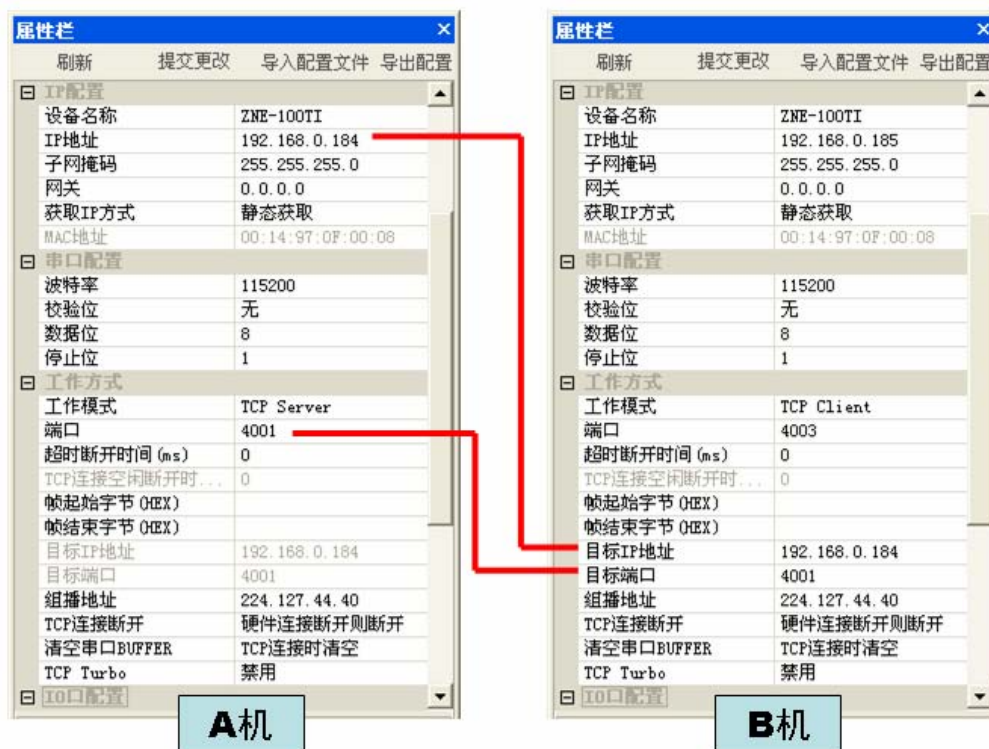 属性栏
刷新 提交更改 导入配置文件 导出配置
IP配置
设备名称 ZNE-100TI
IP地址 192.168.0.184
子网掩码 255.255.255.0
网关 0.0.0.0
获取IP方式 静态获取
MAC地址 00:14:97:0F:00:08
串口配置
波特率 115200
校验位 无
数据位 8
停止位 1
工作方式
工作模式 TCP Server
端口 4001
超时断开时间(ms) 0
TCP连接空闲断开时... 0
帧起始字节(HEX)
帧结束字节(HEX)
目标IP地址 192.168.0.184
目标端口 4001
组播地址 224.127.44.40
TCP连接断开 硬件连接断开则断开
清空串口BUFFER TCP连接时清空
TCP Turbo 禁用
IO口配置
A机
属性栏
刷新 提交更改 导入配置文件 导出配置
IP配置
设备名称 ZNE-100TI
IP地址 192.168.0.185
子网掩码 255.255.255.0
网关 0.0.0.0
获取IP方式 静态获取
MAC地址 00:14:97:0F:00:08
串口配置
波特率 115200
校验位 无
数据位 8
停止位 1
工作方式
工作模式 TCP Client
端口 4003
超时断开时间(ms) 0
TCP连接空闲断开时... 0
帧起始字节(HEX)
帧结束字节(HEX)
目标IP地址 192.168.0.184
目标端口 4001
组播地址 224.127.44.40
TCP连接断开 硬件连接断开则断开
清空串口BUFFER TCP连接时清空
TCP Turbo 禁用
IO口配置
B机